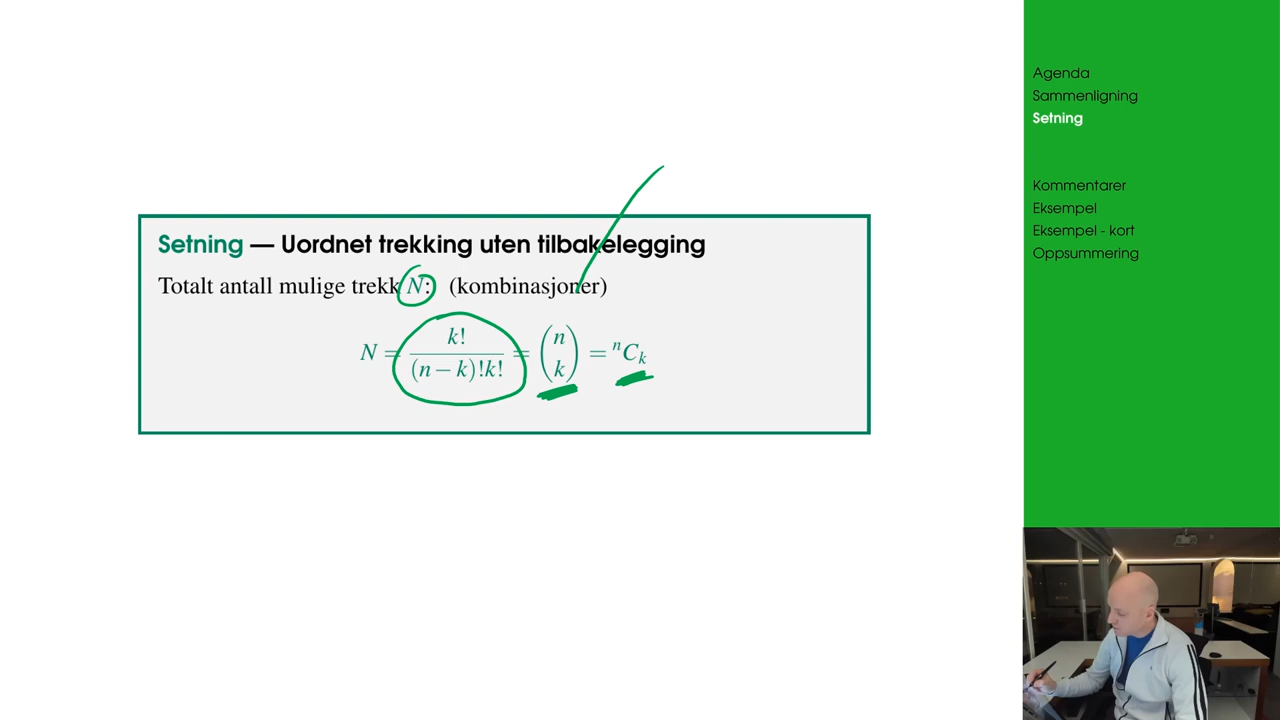 Setning — Uordnet trekking uten tilbakelegging
Totalt antall mulige trekk N: (kombinasjoner)
N = k! / (n − k)!k! = (n k) = ⁿCₖ
Agenda
Sammenligning
Setning
Kommentarer
Eksempel
Eksempel - kort
Oppsummering